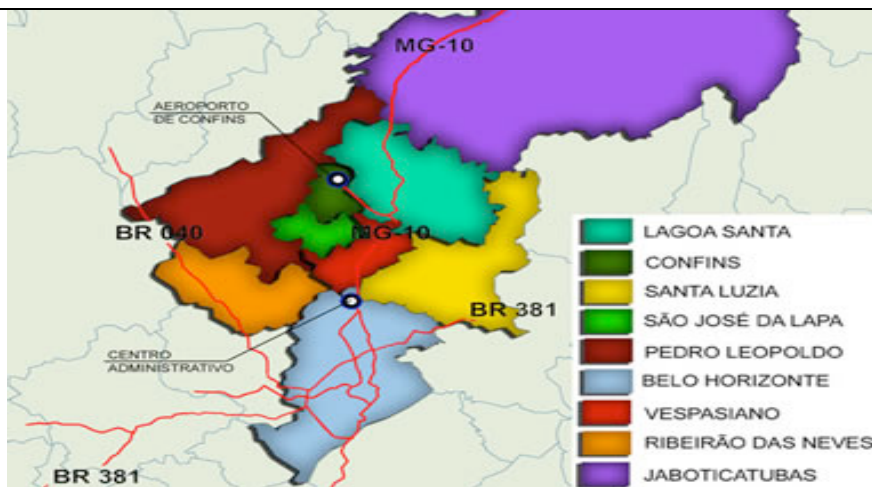 MG-10
AEROPORTO
DE CONFINS
BR 040
MG-10
BR 381
CENTRO
ADMINISTRATIVO
BR 381
LAGOA SANTA
CONFINS
SANTA LUZIA
SÃO JOSÉ DA LAPA
PEDRO LEOPOLDO
BELO HORIZONTE
VESPASIANO
RIBEIRÃO DAS NEVES
JABOTICATUBAS